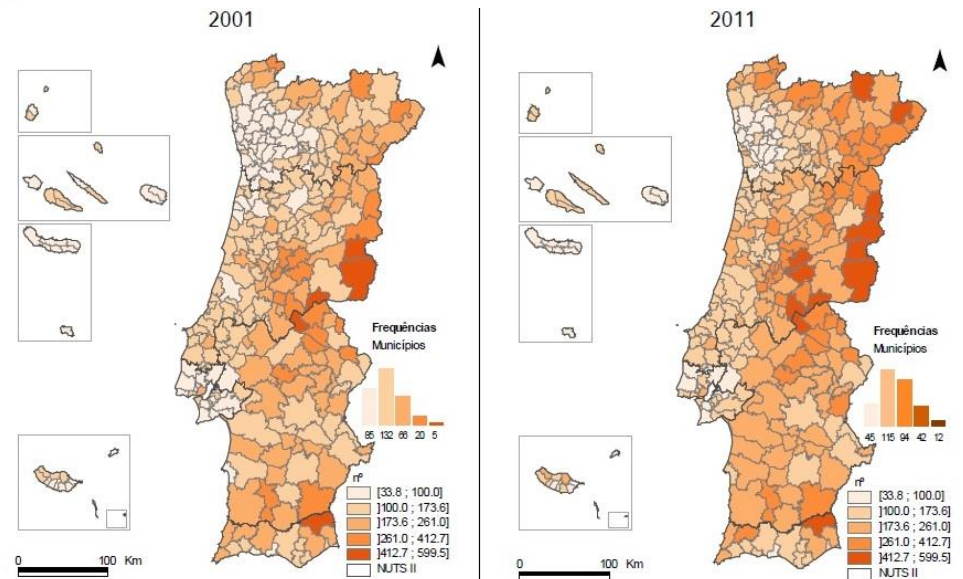 2001
Frequências
Municípios
85 132 66 20 5
nº
[33.8 ; 100.0]
]100.0 ; 173.6]
]173.6 ; 261.0]
]261.0 ; 412.7]
]412.7 ; 599.5]
NUTS II
0 100 Km
2011
Frequências
Municípios
45 115 94 42 12
nº
[33.8 ; 100.0]
]100.0 ; 173.6]
]173.6 ; 261.0]
]261.0 ; 412.7]
]412.7 ; 599.5]
NUTS II
0 100 Km